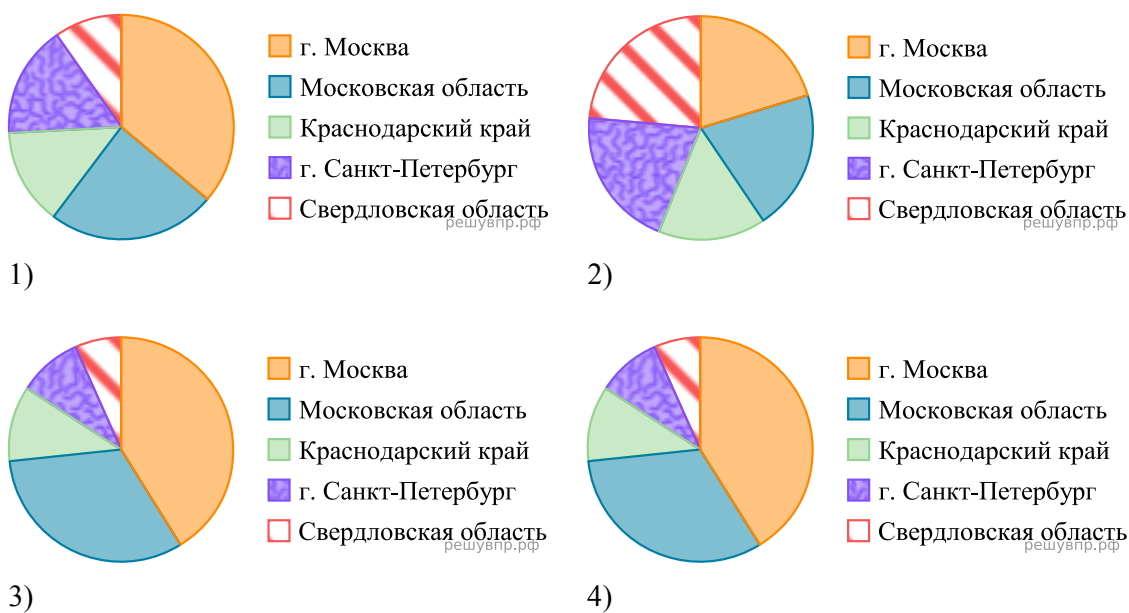 г. Москва
Московская область
Краснодарский край
г. Санкт-Петербург
Свердловская область
решувпр.рф
1)
г. Москва
Московская область
Краснодарский край
г. Санкт-Петербург
Свердловская область
решувпр.рф
2)
г. Москва
Московская область
Краснодарский край
г. Санкт-Петербург
Свердловская область
решувпр.рф
3)
г. Москва
Московская область
Краснодарский край
г. Санкт-Петербург
Свердловская область
решувпр.рф
4)